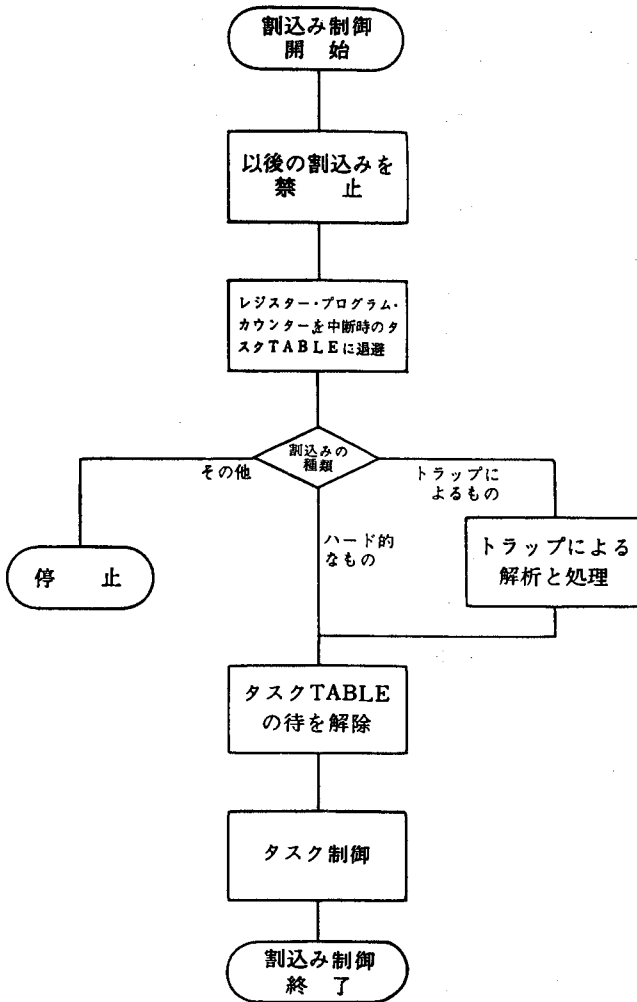 割込み制御
開 始
以後の割込みを
禁 止
レジスター・プログラム・
カウンターを中断時のタ
スクTABLEに退避
割込みの
種類
その他
トラップに
よるもの
ハード的
なもの
停 止
トラップによる
解析と処理
タスクTABLE
の待を解除
タスク制御
割込み制御
終 了